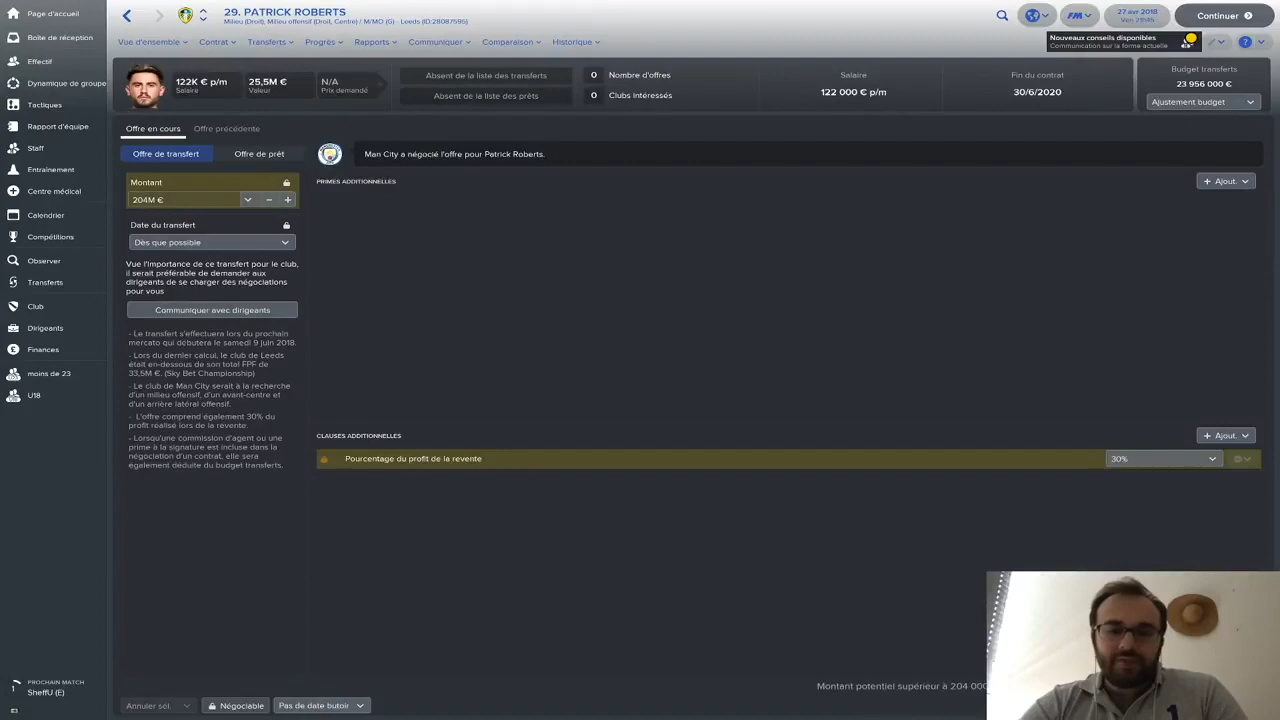 Page d'accueil
Boîte de réception
Effectif
Dynamique de groupe
Tactiques
Rapport d'équipe
Staff
Entraînement
Centre médical
Calendrier
Compétitions
Observer
Transferts
Club
Dirigeants
Finances
moins de 23
U18
PROCHAIN MATCH
SheffU (E)
29. PATRICK ROBERTS
Milieu (Droit), Milieu offensif (Droit, Centre) / M/MO (G) - Leeds (ID:28087595)
FM
27 avr 2018
Ven 21h45
Continuer
Vue d'ensemble
Contrat
Transferts
Progrès
Rapports
Communiquer
Comparaison
Historique
Nouveaux conseils disponibles
Communication sur la forme actuelle
?
122K € p/m
Salaire
25,5M €
Valeur
N/A
Prix demandé
Absent de la liste des transferts
Absent de la liste des prêts
0 Nombre d'offres
0 Clubs intéressés
Salaire
122 000 € p/m
Fin du contrat
30/6/2020
Budget transferts
23 956 000 €
Ajustement budget
Offre en cours
Offre précédente
Offre de transfert
Offre de prêt
Man City a négocié l'offre pour Patrick Roberts.
Montant
204M €
Date du transfert
Dès que possible
Vue l'importance de ce transfert pour le club,
il serait préférable de demander aux
dirigeants de se charger des négociations
pour vous
Communiquer avec dirigeants
- Le transfert s'effectuera lors du prochain
mercato qui débutera le samedi 9 juin 2018.
- Lors du dernier calcul, le club de Leeds
était en-dessous de son total FPF de
33,5M €. (Sky Bet Championship)
- Le club de Man City serait à la recherche
d'un milieu offensif, d'un avant-centre et
d'un arrière latéral offensif.
- L'offre comprend également 30% du
profit réalisé lors de la revente.
- Lorsqu'une commission d'agent ou une
prime à la signature est incluse dans la
négociation d'un contrat, elle sera
également déduite du budget transferts.
PRIMES ADDITIONNELLES
+ Ajout.
CLAUSES ADDITIONNELLES
+ Ajout.
Pourcentage du profit de la revente
30%
Montant potentiel supérieur à 204 000
Annuler sél.
Négociable
Pas de date butoir